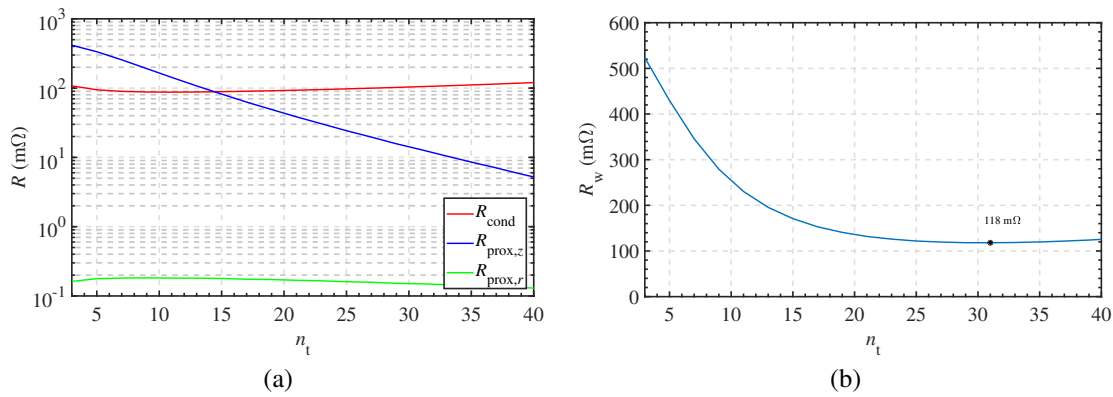 10^3
10^2
10^1
10^0
10^-1
R (mΩ)
5 10 15 20 25 30 35 40
n_t
R_cond
R_prox,z
R_prox,r
(a)
600
500
400
300
200
100
0
R_w (mΩ)
118 mΩ
5 10 15 20 25 30 35 40
n_t
(b)